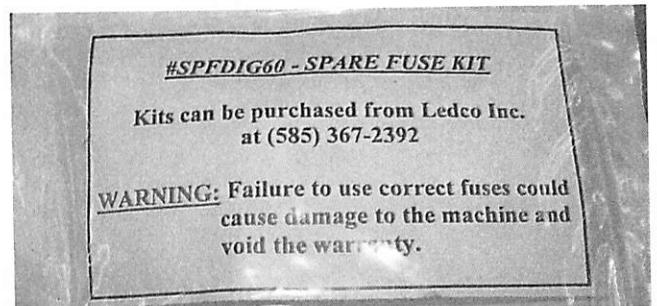 #SPFDIG60 - SPARE FUSE KIT
Kits can be purchased from Ledco Inc.
at (585) 367-2392
WARNING: Failure to use correct fuses could
cause damage to the machine and
void the warranty.